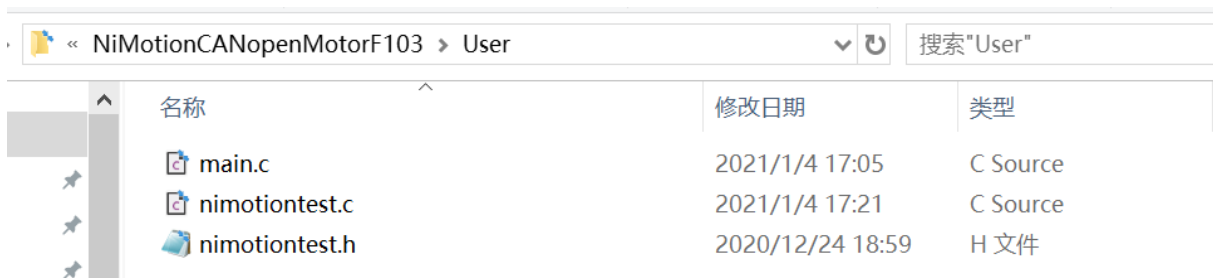 « NiMotionCANopenMotorF103 > User 搜索"User"
名称 修改日期 类型
main.c 2021/1/4 17:05 C Source
nimotiontest.c 2021/1/4 17:21 C Source
nimotiontest.h 2020/12/24 18:59 H 文件